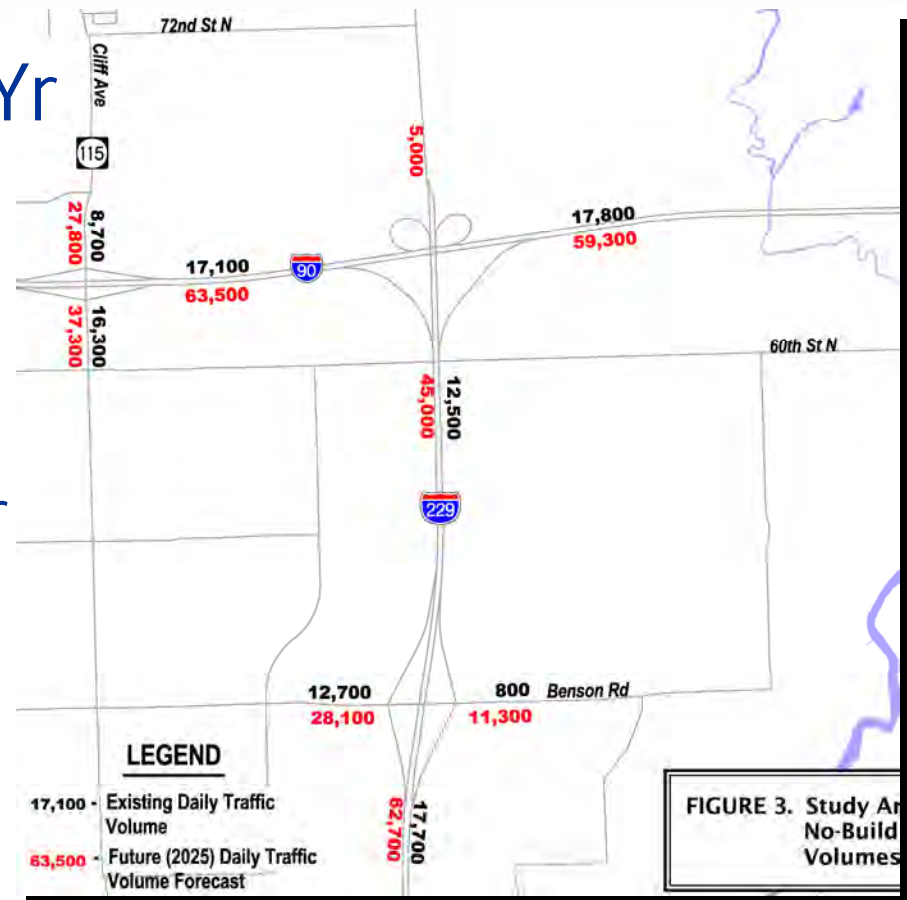 72nd St N
Yr
Cliff Ave
115
5,000
27,800
8,700
17,800
59,300
17,100
90
63,500
37,300
16,300
60th St N
45,000
12,500
229
12,700
800
Benson Rd
28,100
11,300
LEGEND
17,100 - Existing Daily Traffic
Volume
63,500 - Future (2025) Daily Traffic
Volume Forecast
62,700
17,700
FIGURE 3. Study Ar
No-Build
Volumes